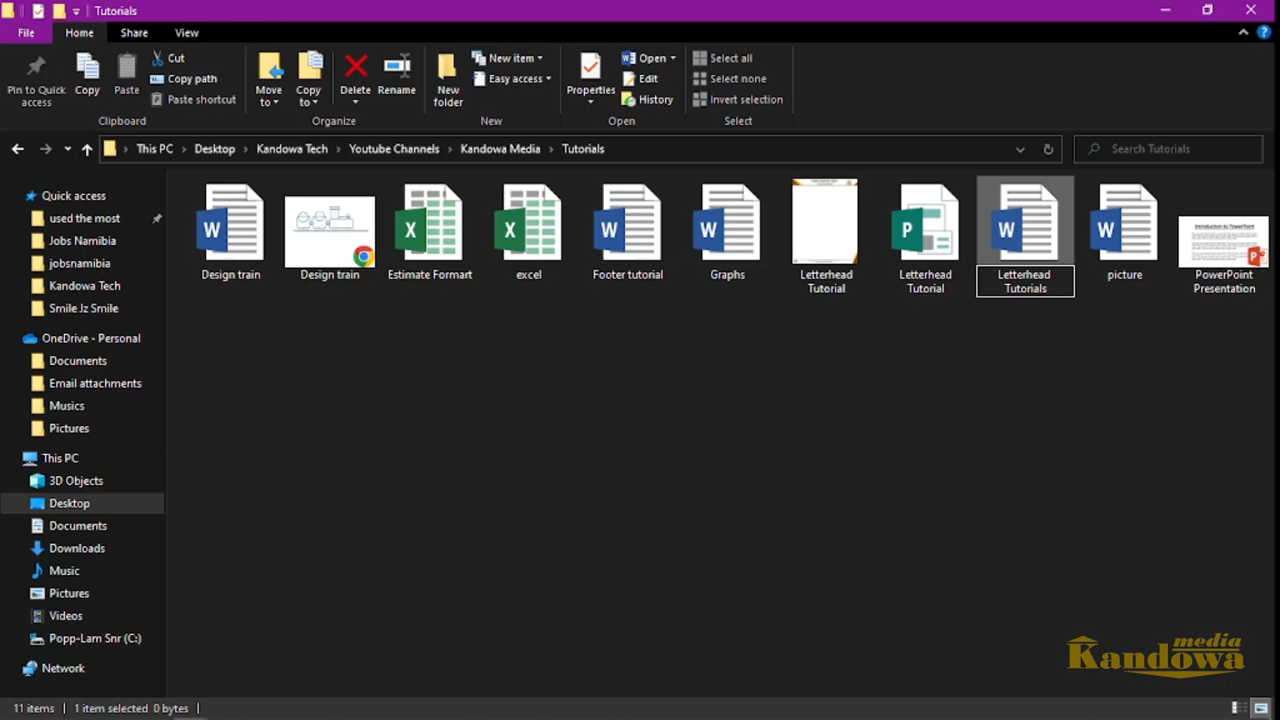 Tutorials
File Home Share View
Pin to Quick access
Copy
Paste
Cut
Copy path
Paste shortcut
Clipboard
Move to
Copy to
Delete
Rename
Organize
New folder
New item
Easy access
New
Properties
Open
Edit
History
Open
Select all
Select none
Invert selection
Select
This PC > Desktop > Kandowa Tech > Youtube Channels > Kandowa Media > Tutorials
Search Tutorials
Quick access
used the most
Jobs Namibia
jobsnamibia
Kandowa Tech
Smile Jz Smile
OneDrive - Personal
Documents
Email attachments
Musics
Pictures
This PC
3D Objects
Desktop
Documents
Downloads
Music
Pictures
Videos
Popp-Lam Snr (C:)
Network
Design train
Design train
Estimate Formart
excel
Footer tutorial
Graphs
Letterhead
Tutorial
Letterhead
Tutorial
Letterhead
Tutorials
picture
Introduction to PowerPoint
PowerPoint
Presentation
media
Kandowa
11 items
1 item selected 0 bytes